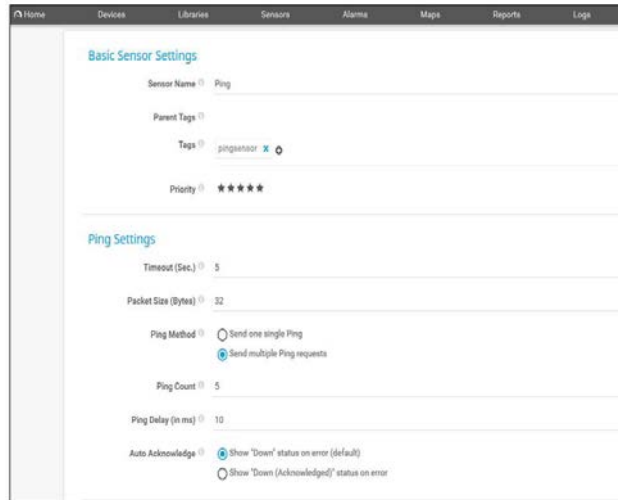 Home Devices Libraries Sensors Alarms Maps Reports Logs
Basic Sensor Settings
Sensor Name Ping
Parent Tags
Tags pingsensor X
Priority
Ping Settings
Timeout (Sec.) 5
Packet Size (Bytes) 32
Ping Method Send one single Ping
Send multiple Ping requests
Ping Count 5
Ping Delay (in ms) 10
Auto Acknowledge Show "Down" status on error (default)
Show "Down (Acknowledged)" status on error